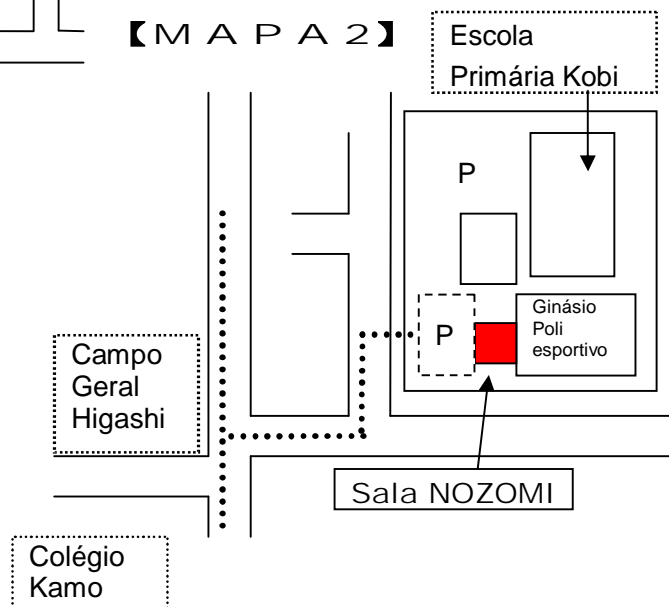 【ＭＡＰＡ２】
Escola
Primária Kobi
P
Ginásio
Poli
esportivo
P
Campo
Geral
Higashi
Sala NOZOMI
Colégio
Kamo